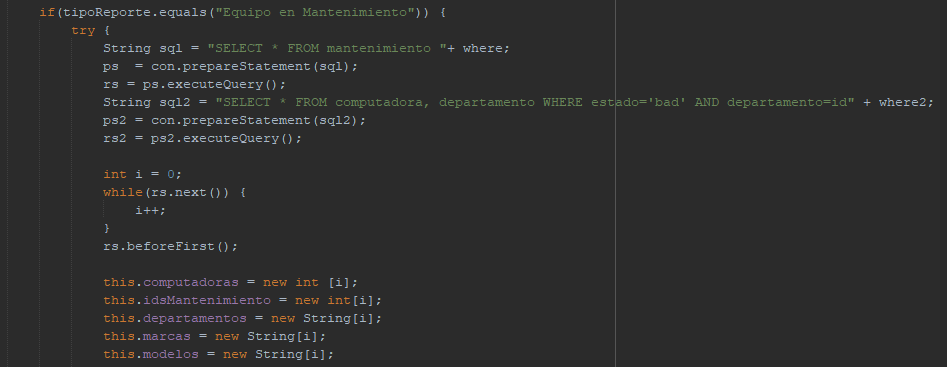 if(tipoReporte.equals("Equipo en Mantenimiento")) {
try {
String sql = "SELECT * FROM mantenimiento "+ where;
ps  = con.prepareStatement(sql);
rs = ps.executeQuery();
String sql2 = "SELECT * FROM computadora, departamento WHERE estado='bad' AND departamento=id" + where2;
ps2 = con.prepareStatement(sql2);
rs2 = ps2.executeQuery();
int i = 0;
while(rs.next()) {
i++;
}
rs.beforeFirst();
this.computadoras = new int [i];
this.idsMantenimiento = new int[i];
this.departamentos = new String[i];
this.marcas = new String[i];
this.modelos = new String[i];